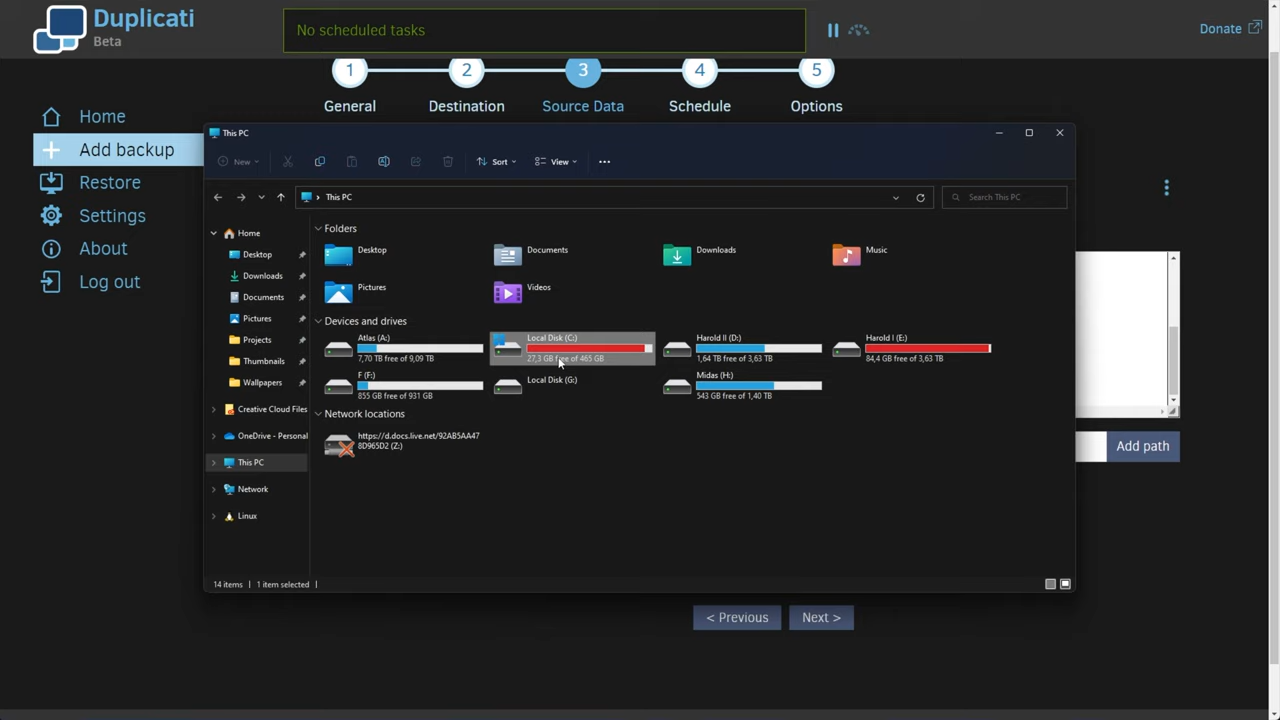 Duplicati
Beta
No scheduled tasks
Donate
1 2 3 4 5
General Destination Source Data Schedule Options
Home
Add backup
Restore
Settings
About
Log out
This PC
New Sort View
This PC
Search This PC
Home
Desktop
Downloads
Documents
Pictures
Projects
Thumbnails
Wallpapers
Creative Cloud Files
OneDrive - Personal
This PC
Network
Linux
Folders
Desktop
Documents
Downloads
Music
Pictures
Videos
Devices and drives
Atlas (A:)
7,70 TB free of 9,09 TB
Local Disk (C:)
27,3 GB free of 465 GB
Harold II (D:)
1,64 TB free of 3,63 TB
Harold I (E:)
84,4 GB free of 3,63 TB
F (F:)
855 GB free of 931 GB
Local Disk (G:)
Midas (H:)
543 GB free of 1,40 TB
Network locations
https://d.docs.live.net/92AB5AA47
8D965D2 (Z:)
14 items 1 item selected
Add path
< Previous Next >